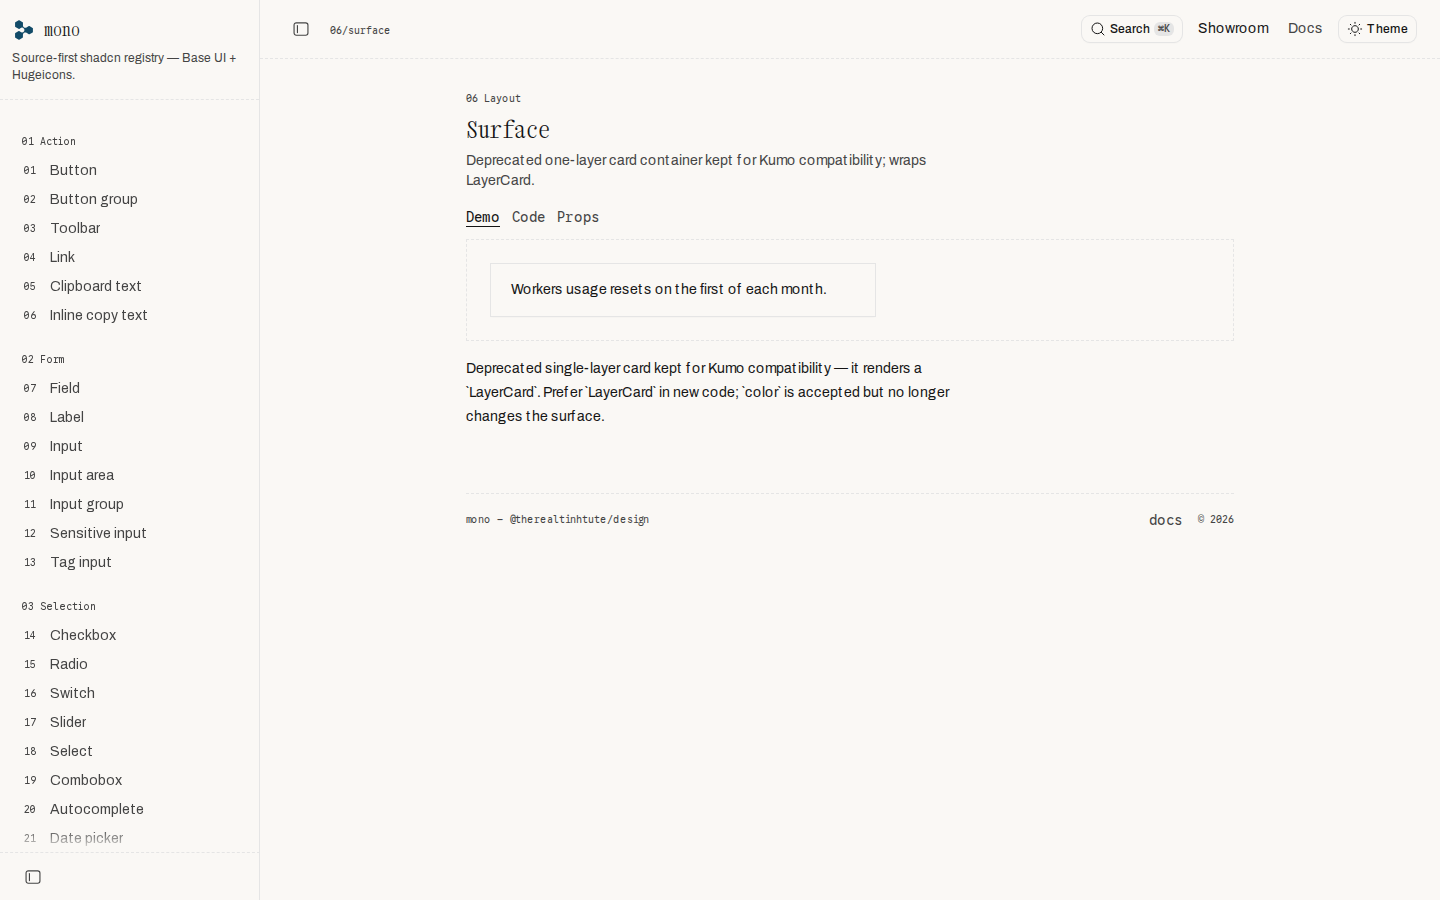 mono
Source-first shadcn registry — Base UI +
Hugeicons.
01 Action
01 Button
02 Button group
03 Toolbar
04 Link
05 Clipboard text
06 Inline copy text
02 Form
07 Field
08 Label
09 Input
10 Input area
11 Input group
12 Sensitive input
13 Tag input
03 Selection
14 Checkbox
15 Radio
16 Switch
17 Slider
18 Select
19 Combobox
20 Autocomplete
21 Date picker
06/surface
Search ⌘K
Showroom
Docs
Theme
06 Layout
Surface
Deprecated one-layer card container kept for Kumo compatibility; wraps
LayerCard.
Demo Code Props
Workers usage resets on the first of each month.
Deprecated single-layer card kept for Kumo compatibility — it renders a
`LayerCard`. Prefer `LayerCard` in new code; `color` is accepted but no longer
changes the surface.
mono — @therealtinhtute/design
docs © 2026